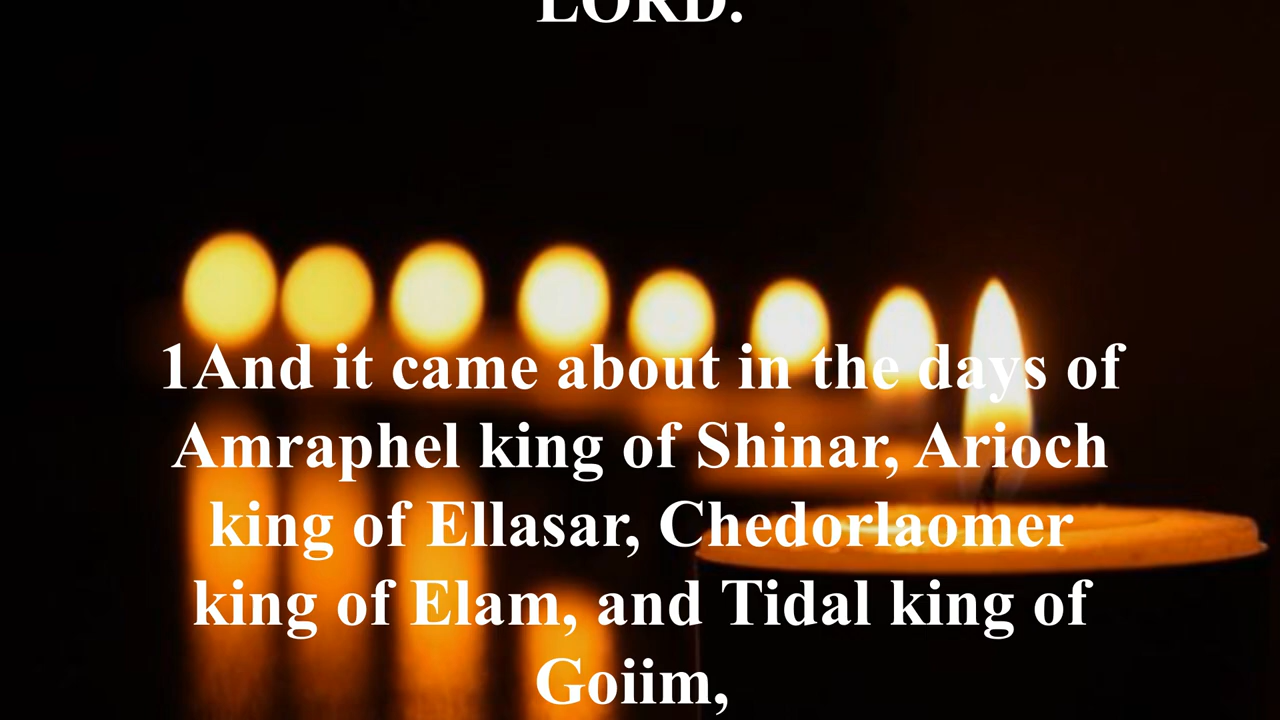 LORD.
1And it came about in the days of
Amraphel king of Shinar, Arioch
king of Ellasar, Chedorlaomer
king of Elam, and Tidal king of
Goiim,